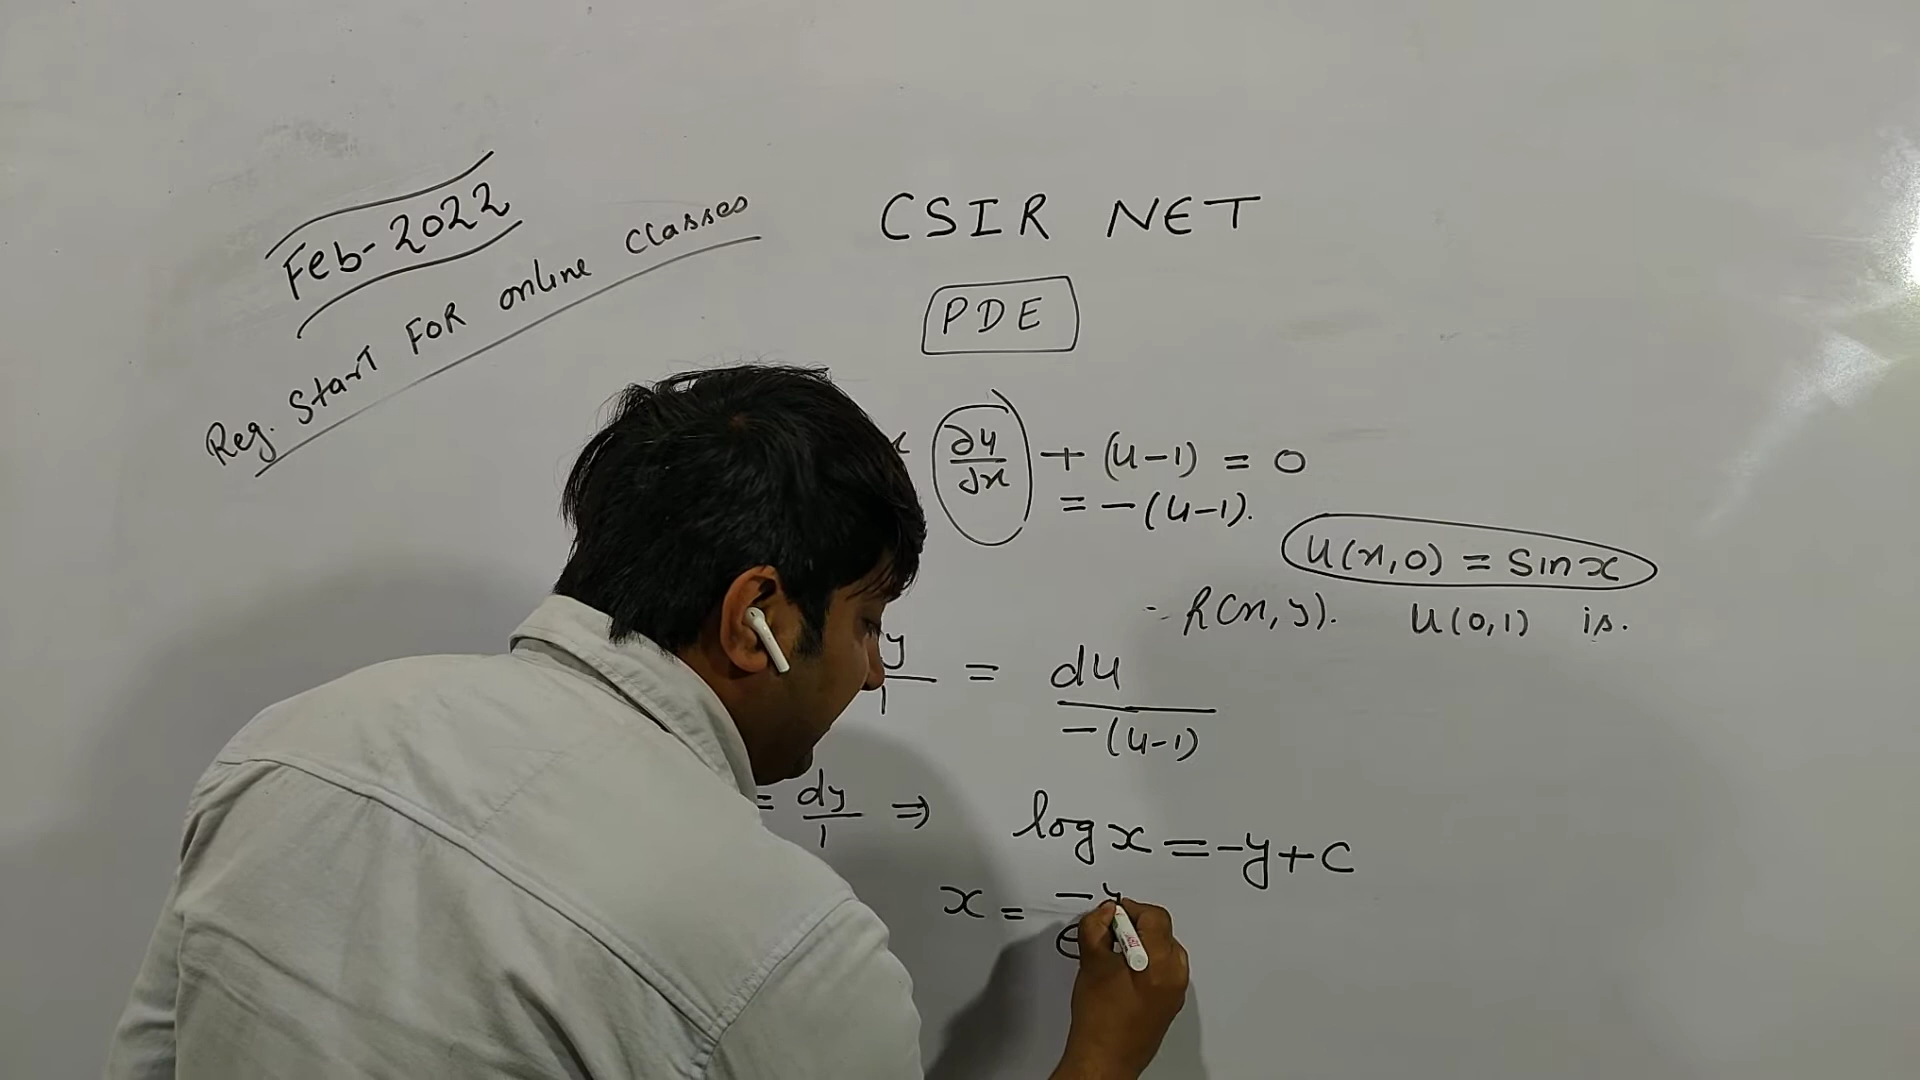 Feb-2022
Reg. Start FOR online classes
CSIR NET
PDE
x ∂u/∂x + (u-1) = 0
= -(u-1).
u(x,0) = Sinx
(x,y). u(0,1) is.
y/1 = du/-(u-1)
= dy/1 ⇒ log x = -y+c
x = e^-y